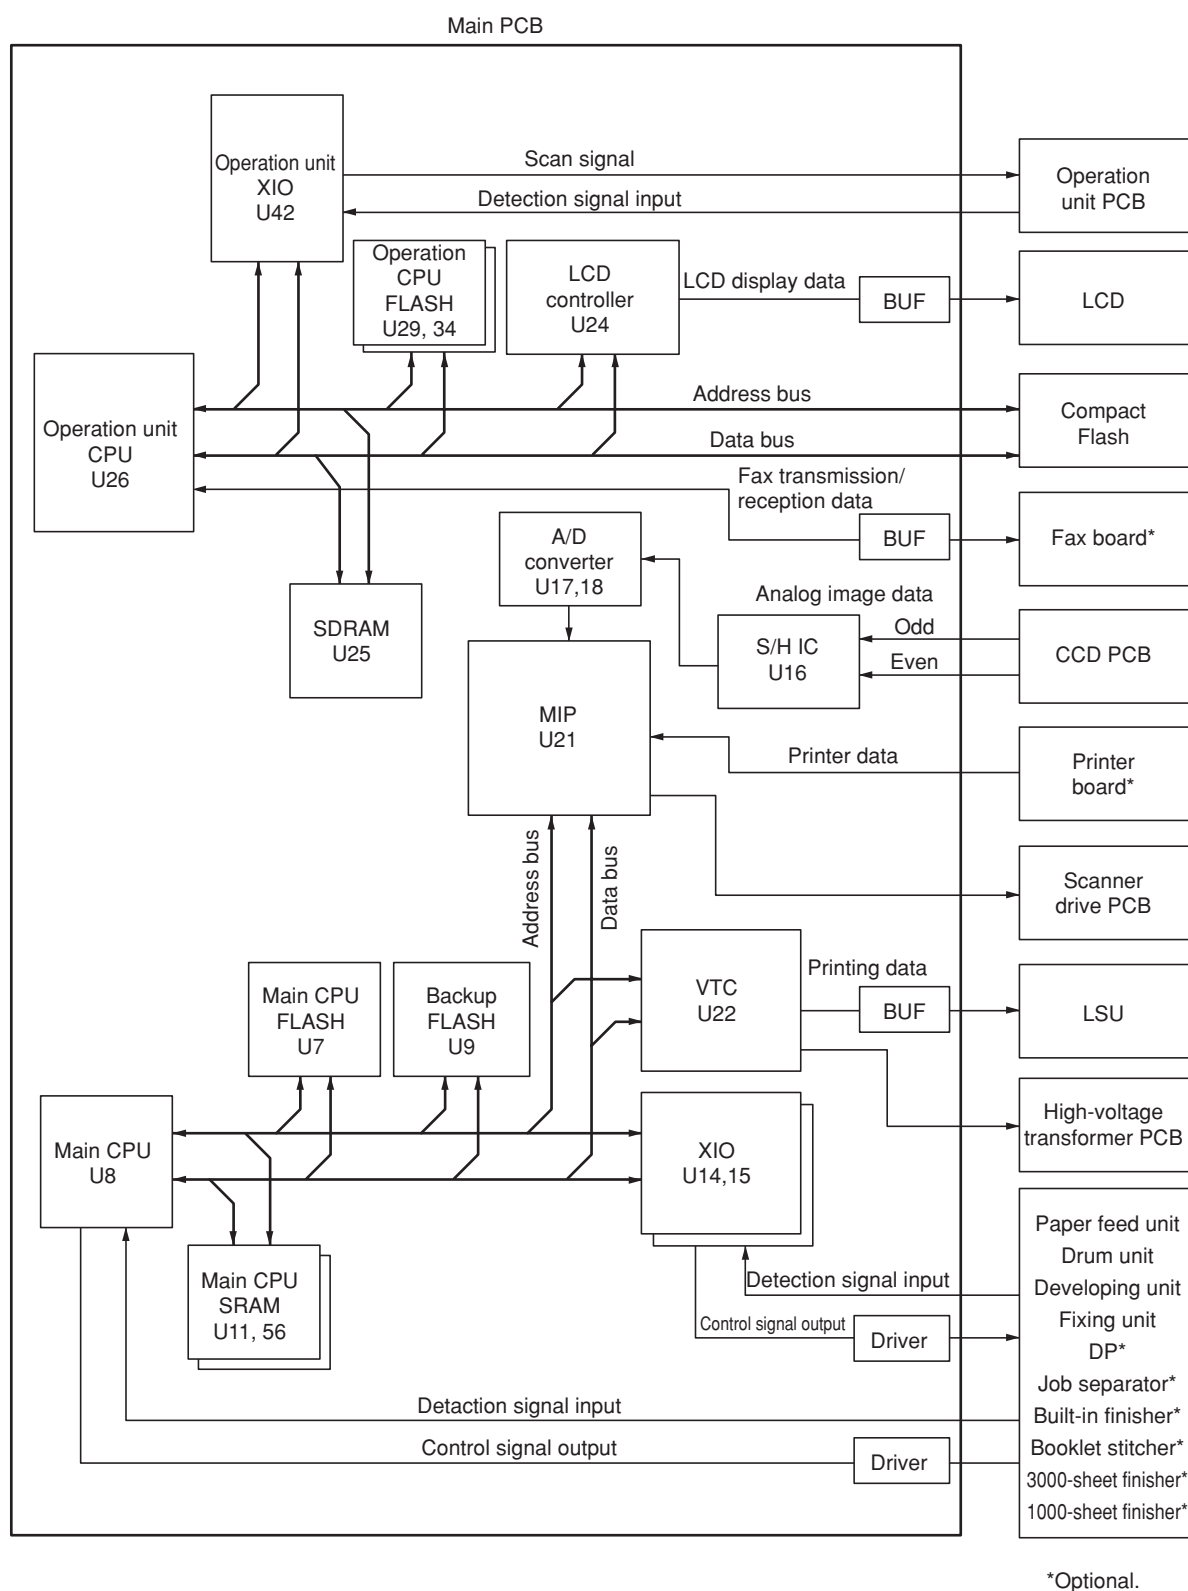 Main PCB
Operation unit
XIO
U42
Scan signal
Detection signal input
Operation
unit PCB
Operation
CPU
FLASH
U29, 34
LCD
controller
U24
LCD display data
BUF
LCD
Operation unit
CPU
U26
Address bus
Data bus
Compact
Flash
Fax transmission/
reception data
BUF
Fax board*
A/D
converter
U17,18
Analog image data
Odd
Even
S/H IC
U16
CCD PCB
SDRAM
U25
MIP
U21
Printer data
Printer
board*
Address bus
Data bus
Scanner
drive PCB
Main CPU
FLASH
U7
Backup
FLASH
U9
VTC
U22
Printing data
BUF
LSU
High-voltage
transformer PCB
Main CPU
U8
XIO
U14,15
Main CPU
SRAM
U11, 56
Detection signal input
Control signal output
Driver
Paper feed unit
Drum unit
Developing unit
Fixing unit
DP*
Job separator*
Built-in finisher*
Booklet stitcher*
3000-sheet finisher*
1000-sheet finisher*
Detaction signal input
Control signal output
Driver
*Optional.